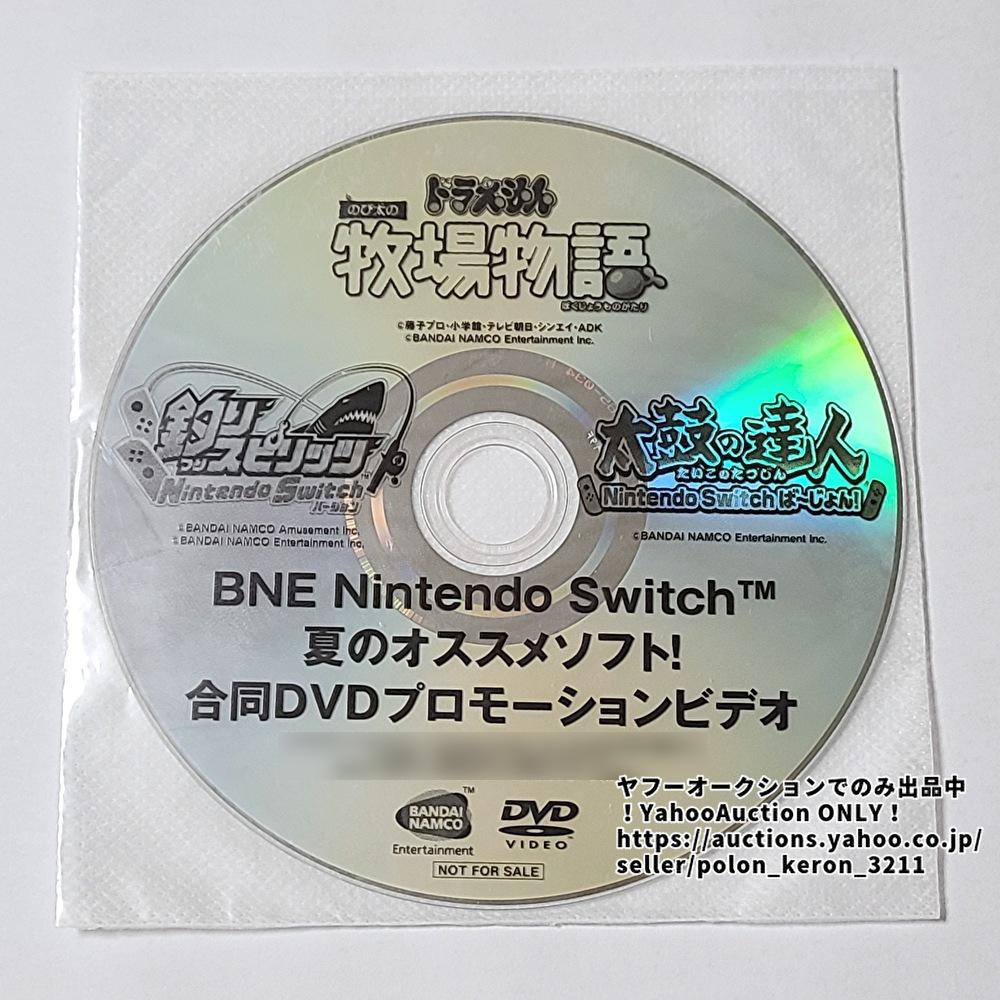 ドラえもん
のび太の
牧場物語
ぼくじょうものがたり
©藤子プロ・小学館・テレビ朝日・シンエイ・ADK
©BANDAI NAMCO Entertainment Inc.
釣り
スピリッツ
Nintendo Switch
バージョン
©BANDAI NAMCO Amusement Inc.
©BANDAI NAMCO Entertainment Inc.
太鼓の達人
たいこのたつじん
Nintendo Switchば〜じょん!
©BANDAI NAMCO Entertainment Inc.
BNE Nintendo Switch™
夏のオススメソフト!
合同DVDプロモーションビデオ
BANDAI
NAMCO
™
Entertainment
DVD
VIDEO™
NOT FOR SALE
ヤフーオークションでのみ出品中
！YahooAuction ONLY！
https://auctions.yahoo.co.jp/
seller/polon_keron_3211